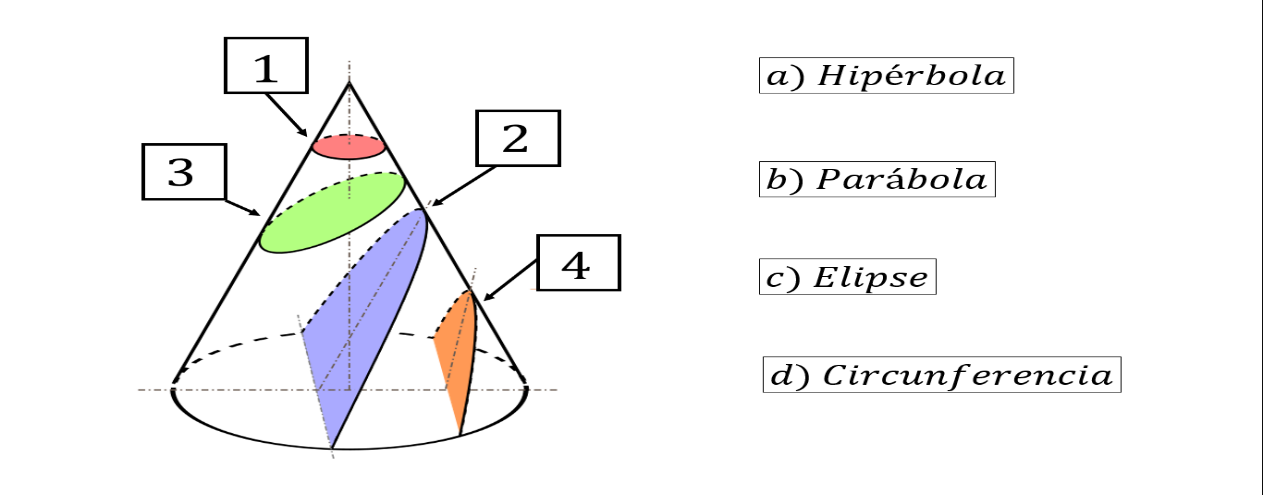 1
2
3
4
a) Hipérbola
b) Parábola
c) Elipse
d) Circunferencia